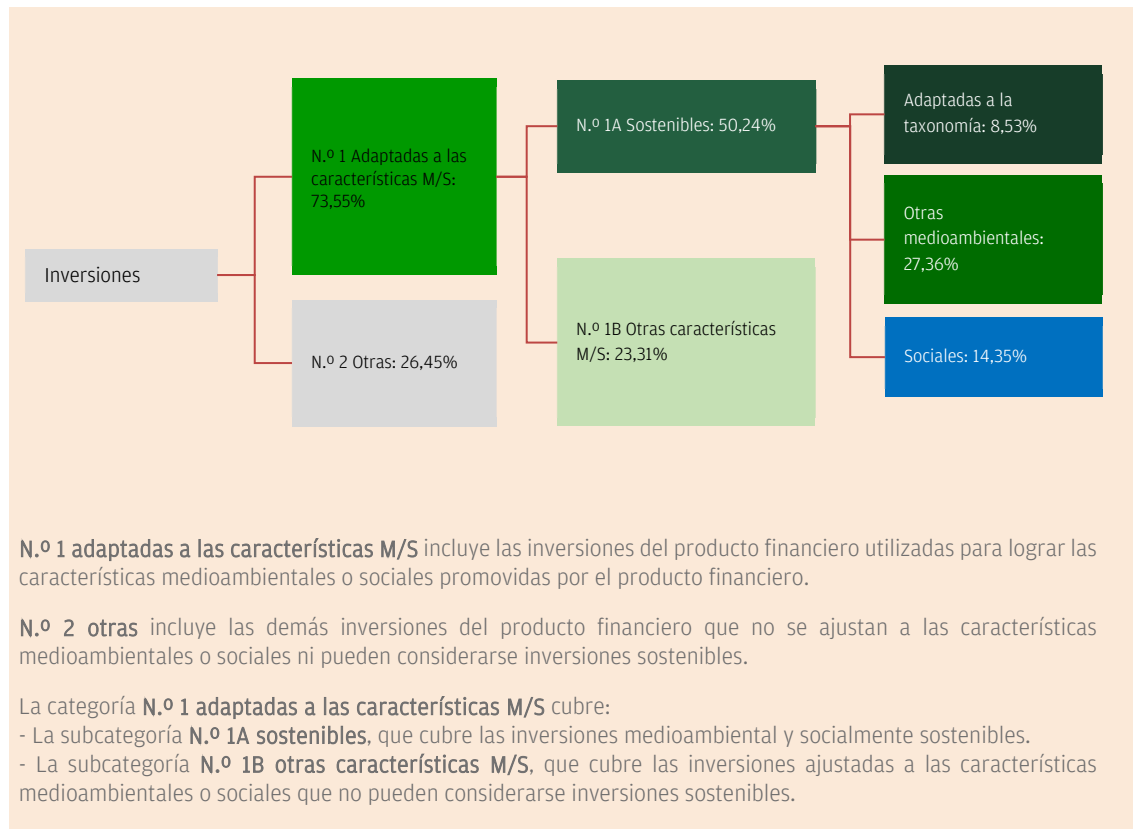 Inversiones
N.º 1 Adaptadas a las
características M/S:
73,55%
N.º 2 Otras: 26,45%
N.º 1A Sostenibles: 50,24%
N.º 1B Otras características
M/S: 23,31%
Adaptadas a la
taxonomía: 8,53%
Otras
medioambientales:
27,36%
Sociales: 14,35%
N.º 1 adaptadas a las características M/S incluye las inversiones del producto financiero utilizadas para lograr las
características medioambientales o sociales promovidas por el producto financiero.
N.º 2 otras incluye las demás inversiones del producto financiero que no se ajustan a las características
medioambientales o sociales ni pueden considerarse inversiones sostenibles.
La categoría N.º 1 adaptadas a las características M/S cubre:
- La subcategoría N.º 1A sostenibles, que cubre las inversiones medioambiental y socialmente sostenibles.
- La subcategoría N.º 1B otras características M/S, que cubre las inversiones ajustadas a las características
medioambientales o sociales que no pueden considerarse inversiones sostenibles.